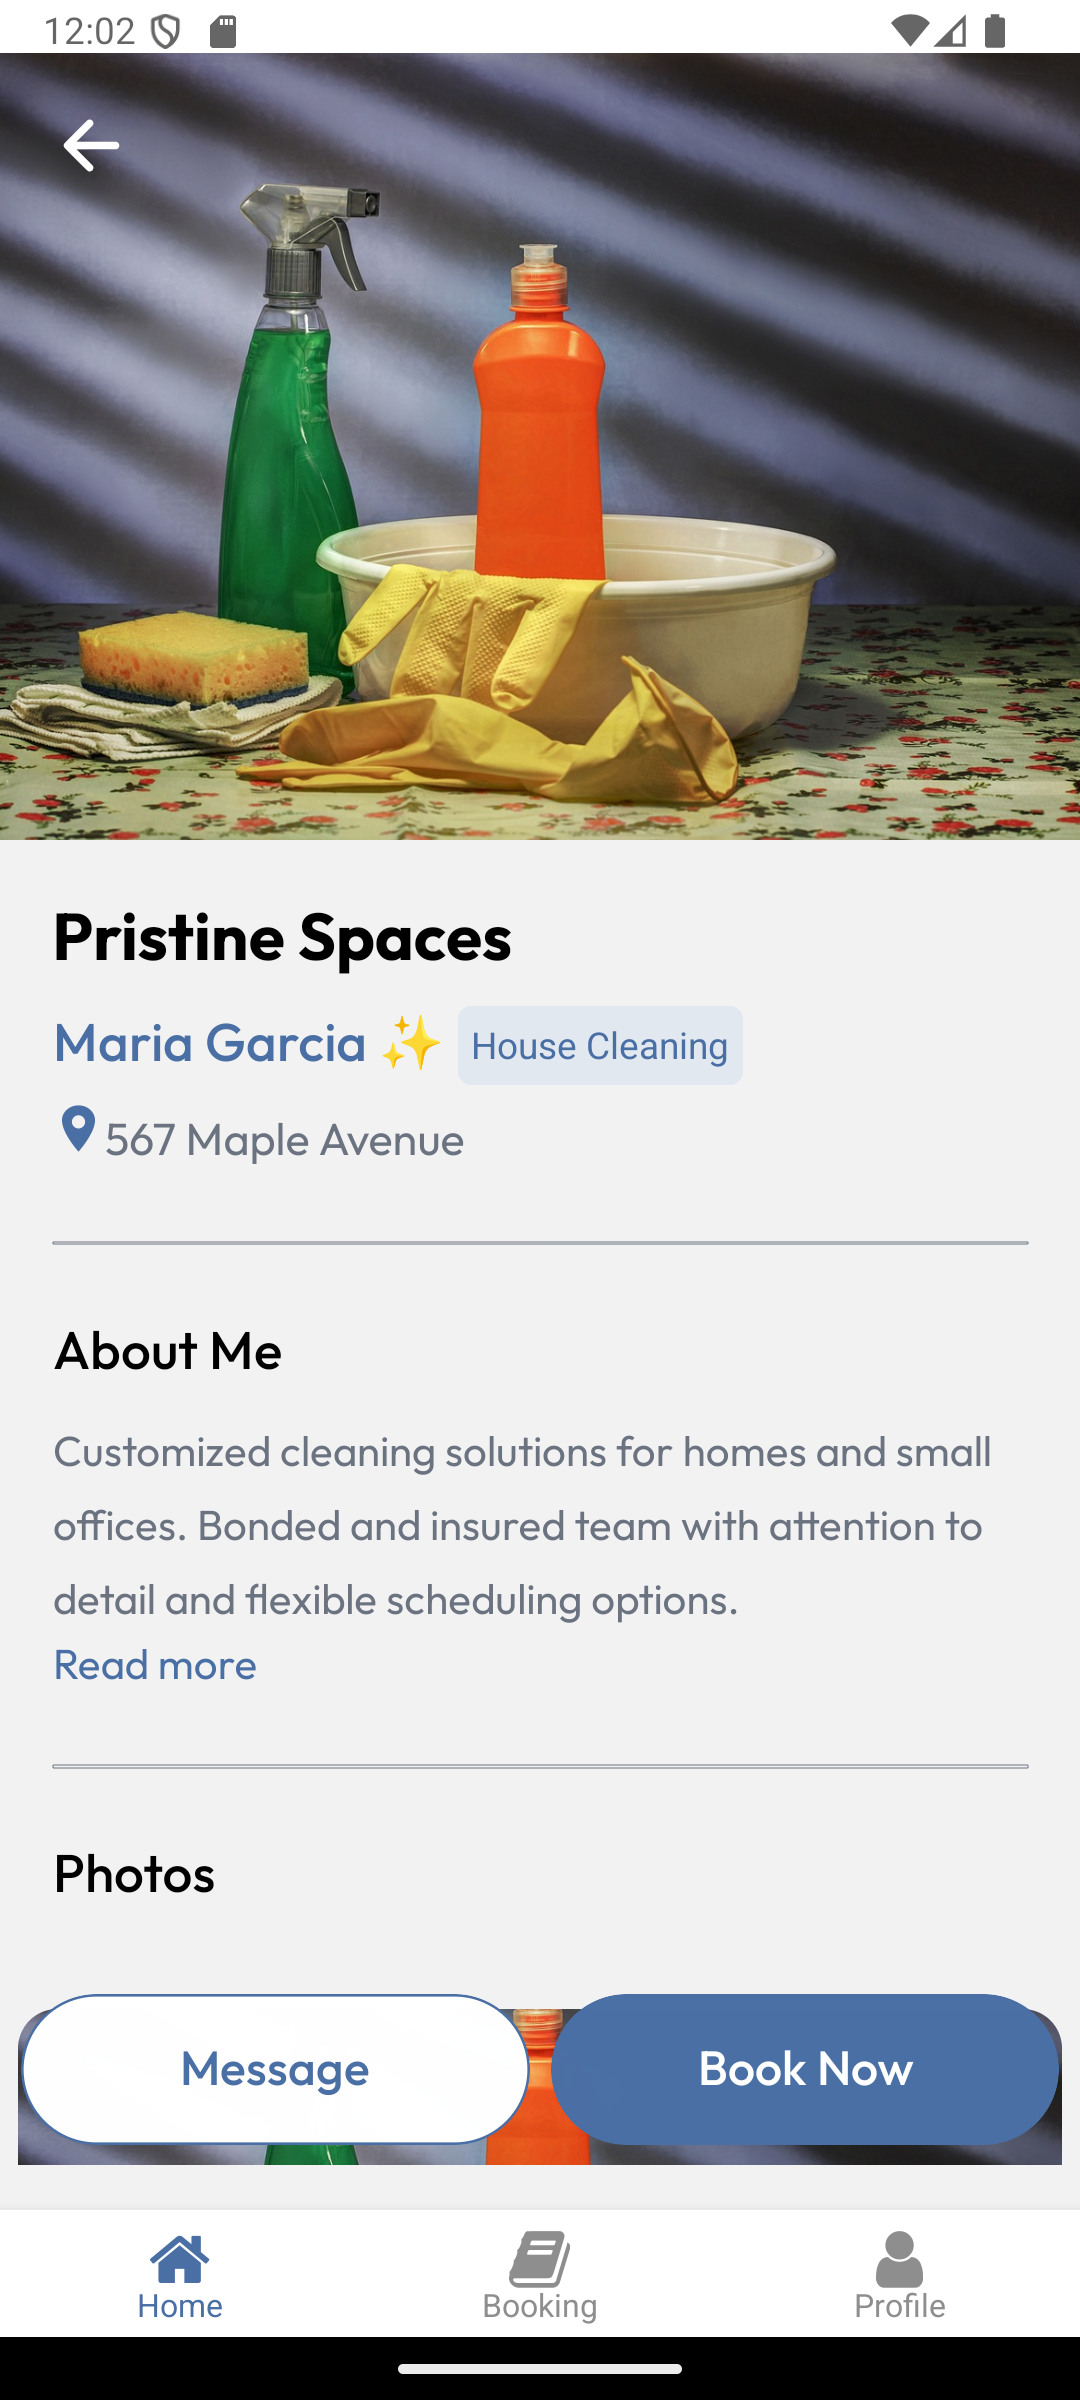 12:02
Pristine Spaces
Maria Garcia ✨ House Cleaning
567 Maple Avenue
About Me
Customized cleaning solutions for homes and small
offices. Bonded and insured team with attention to
detail and flexible scheduling options.
Read more
Photos
Message Book Now
Home Booking Profile